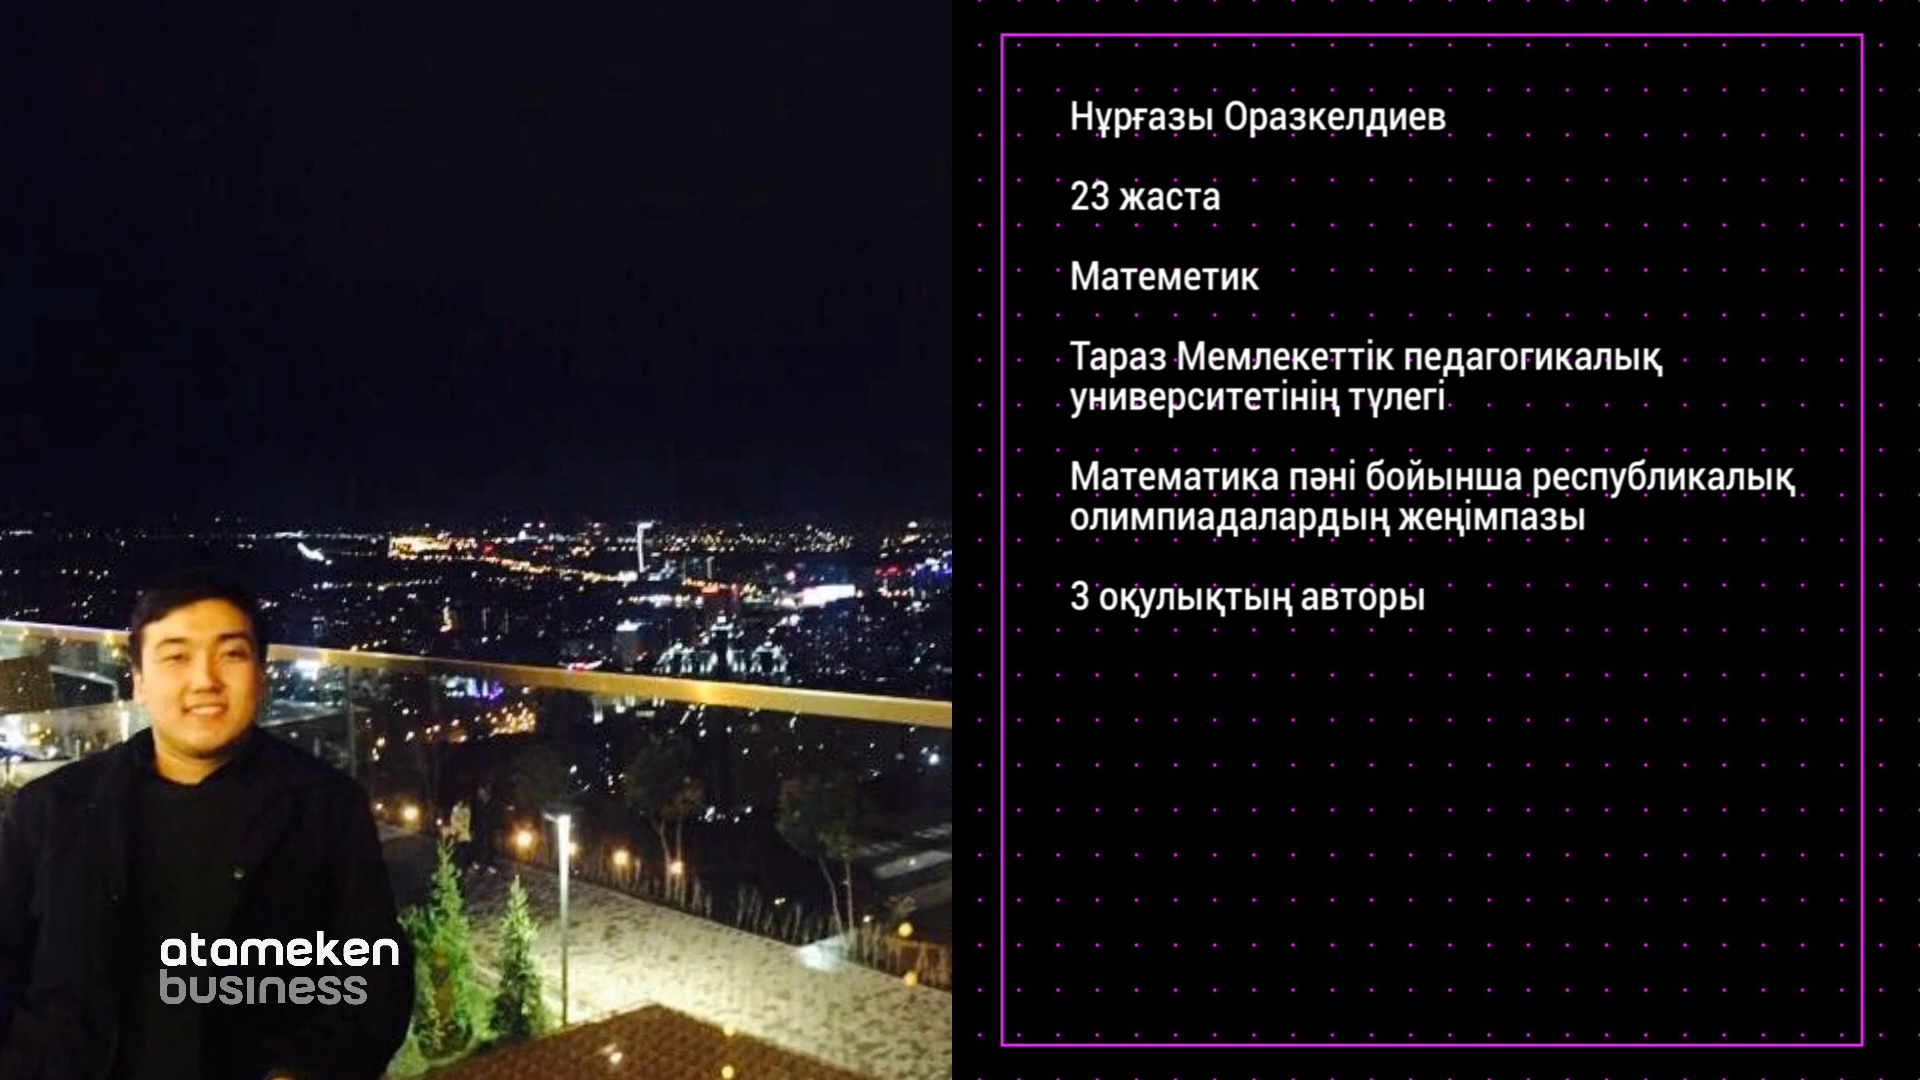 Нұрғазы Оразкелдиев
23 жаста
Матеметик
Тараз Мемлекеттік педагогикалық
университетінің түлегі
Математика пәні бойынша республикалық
олимпиадалардың жеңімпазы
3 оқулықтың авторы
atameken
business